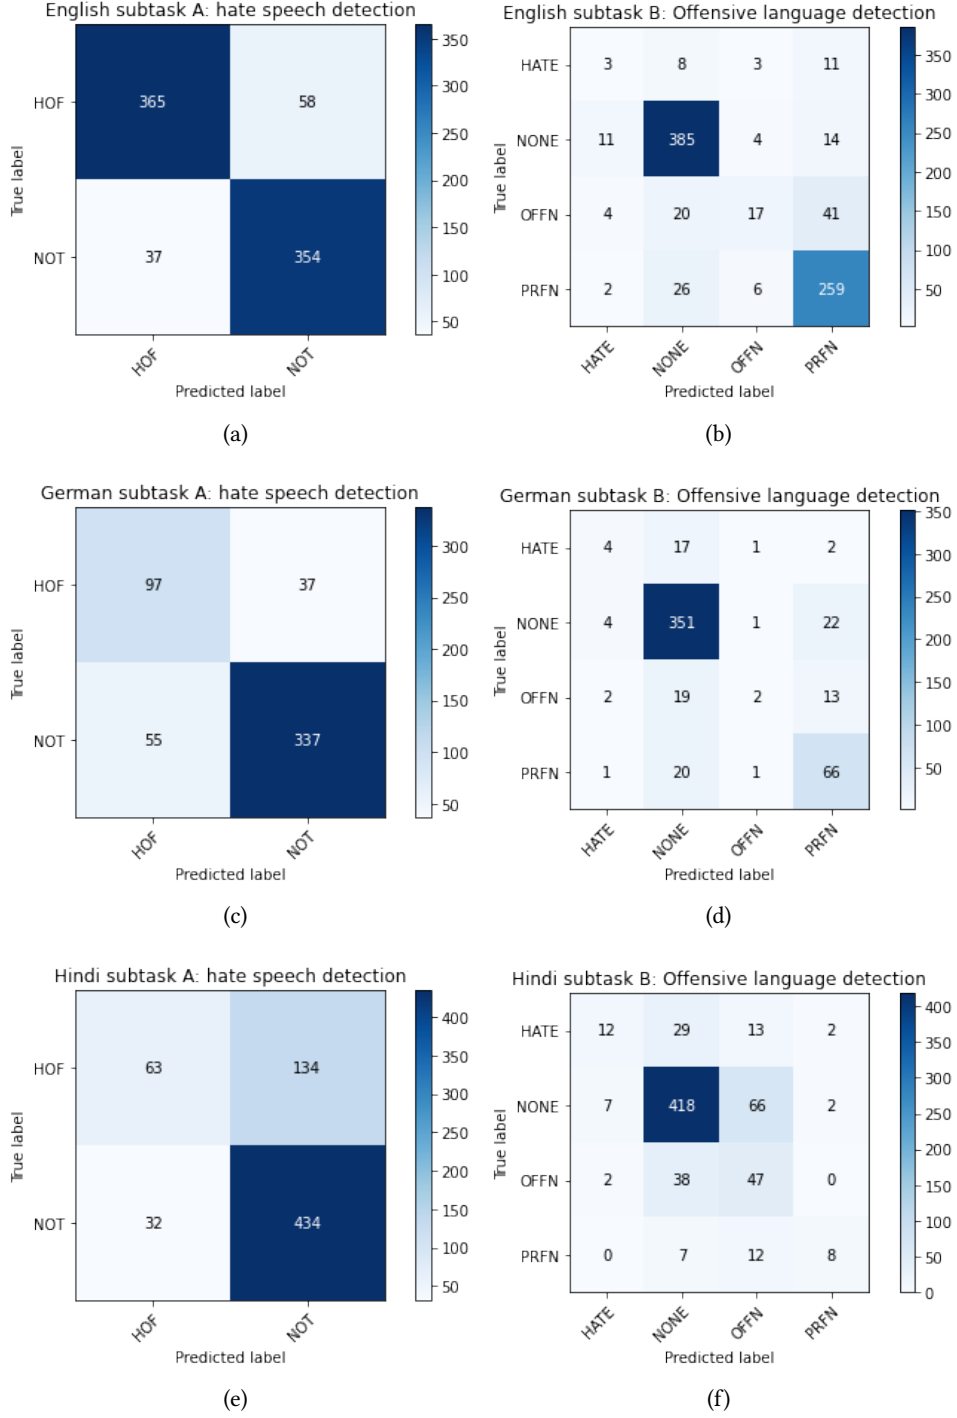 English subtask A: hate speech detection
HOF
NOT
True label
365
58
37
354
HOF
NOT
Predicted label
350
300
250
200
150
100
50
(a)
English subtask B: Offensive language detection
HATE
NONE
OFFN
PRFN
True label
3 8 3 11
11 385 4 14
4 20 17 41
2 26 6 259
HATE
NONE
OFFN
PRFN
Predicted label
350
300
250
200
150
100
50
(b)
German subtask A: hate speech detection
HOF
NOT
True label
97
37
55
337
HOF
NOT
Predicted label
300
250
200
150
100
50
(c)
German subtask B: Offensive language detection
HATE
NONE
OFFN
PRFN
True label
4 17 1 2
4 351 1 22
2 19 2 13
1 20 1 66
HATE
NONE
OFFN
PRFN
Predicted label
350
300
250
200
150
100
50
(d)
Hindi subtask A: hate speech detection
HOF
NOT
True label
63
134
32
434
HOF
NOT
Predicted label
400
350
300
250
200
150
100
50
(e)
Hindi subtask B: Offensive language detection
HATE
NONE
OFFN
PRFN
True label
12 29 13 2
7 418 66 2
2 38 47 0
0 7 12 8
HATE
NONE
OFFN
PRFN
Predicted label
400
350
300
250
200
150
100
50
0
(f)